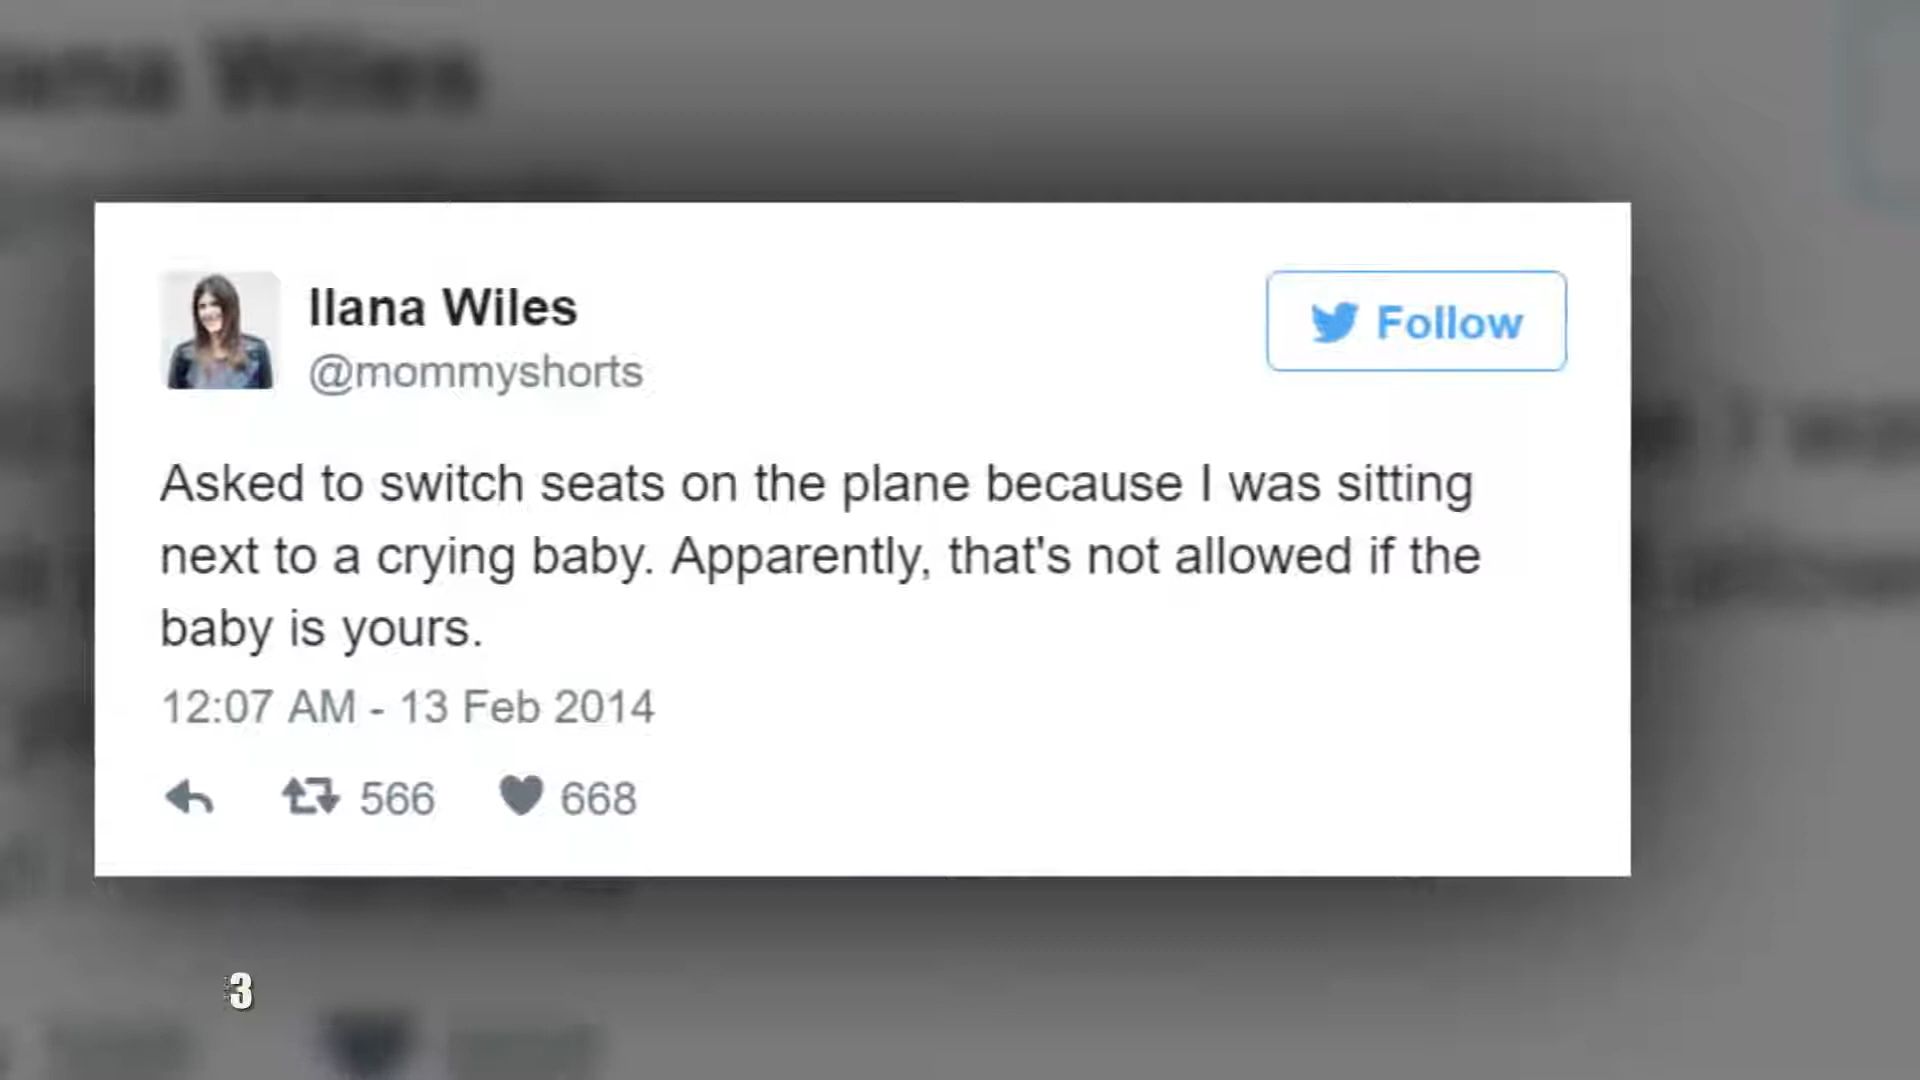 Ilana Wiles
@mommyshorts
Follow
Asked to switch seats on the plane because I was sitting
next to a crying baby. Apparently, that's not allowed if the
baby is yours.
12:07 AM - 13 Feb 2014
566 668
3